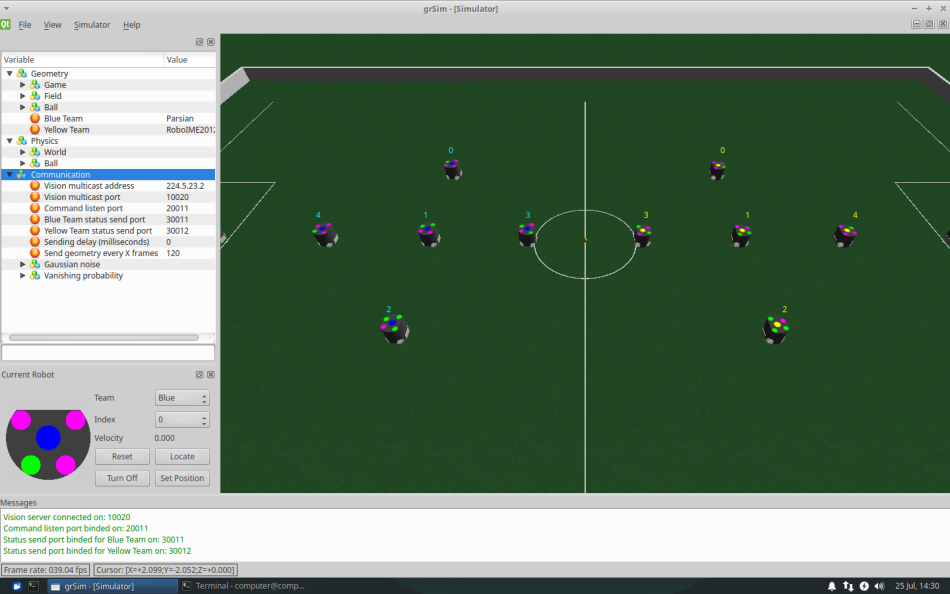 grSim - [Simulator]
File View Simulator Help
Variable Value
Geometry
Game
Field
Ball
Blue Team Parsian
Yellow Team RoboIME201
Physics
World
Ball
Communication
Vision multicast address 224.5.23.2
Vision multicast port 10020
Command listen port 20011
Blue Team status send port 30011
Yellow Team status send port 30012
Sending delay (milliseconds) 0
Send geometry every X frames 120
Gaussian noise
Vanishing probability
0 0
4 1 3 3 1 4
2 2
Current Robot
Team Blue
Index 0
Velocity 0.000
Reset Locate
Turn Off Set Position
Messages
Vision server connected on: 10020
Command listen port binded on: 20011
Status send port binded for Blue Team on: 30011
Status send port binded for Yellow Team on: 30012
Frame rate: 039.04 fps Cursor: [X=+2.099;Y=-2.052;Z=+0.000]
grSim - [Simulator] Terminal - computer@comp... 25 Jul, 14:30